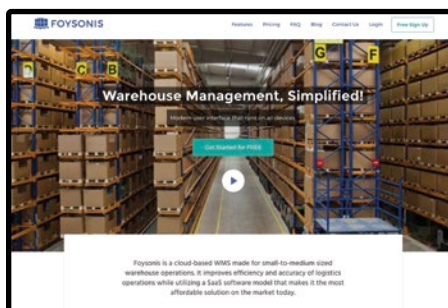 FOYSONIS
Features Pricing FAQ Blog Contact Us Login Free Sign Up
D C B G F
Warehouse Management, Simplified!
Modern user interface that runs on all devices
Get Started for FREE
Foysonis is a cloud-based WMS made for small-to-medium sized
warehouse operations. It improves efficiency and accuracy of logistics
operations while utilizing a SaaS software model that makes it the most
affordable solution on the market today.